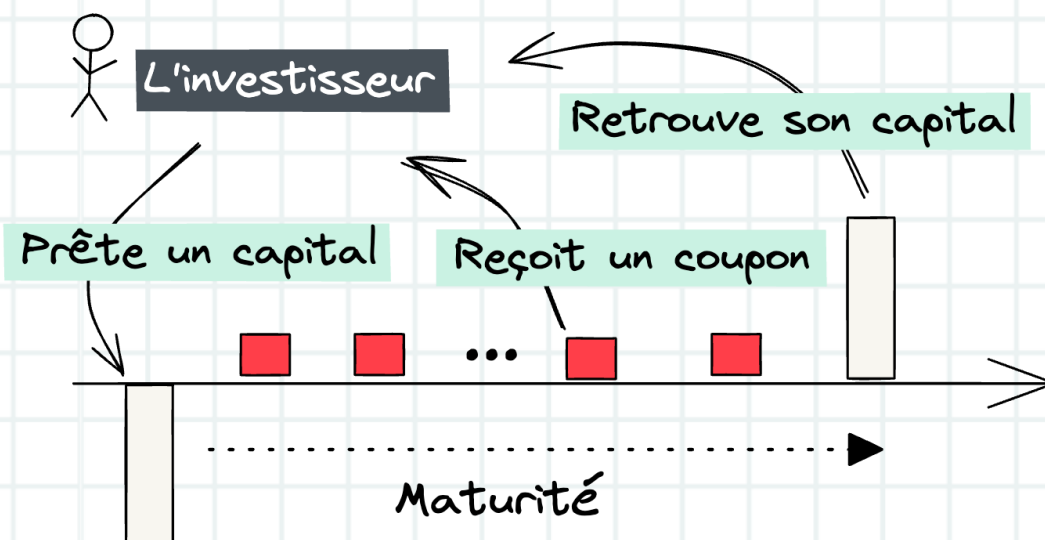 L'investisseur
Retrouve son capital
Prête un capital
Reçoit un coupon
...
Maturité